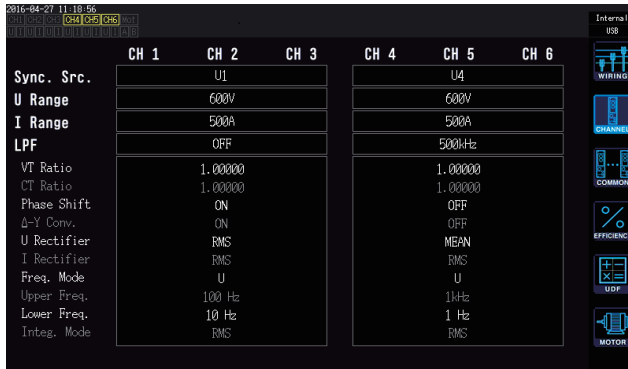 2016-04-27 11:18:56
CH1 CH2 CH3 CH4 CH5 CH6 Mot
U I U I U I U I U I U I A B
Internal
USB
CH 1 CH 2 CH 3 CH 4 CH 5 CH 6
Sync. Src. U1 U4
U Range 600V 600V
I Range 500A 500A
LPF OFF 500kHz
VT Ratio 1.00000 1.00000
CT Ratio 1.00000 1.00000
Phase Shift ON OFF
Δ-Y Conv. ON OFF
U Rectifier RMS MEAN
I Rectifier RMS RMS
Freq. Mode U U
Upper Freq. 100 Hz 1kHz
Lower Freq. 10 Hz 1 Hz
Integ. Mode RMS RMS
WIRING
CHANNEL
COMMON
EFFICIENC
UDF
MOTOR